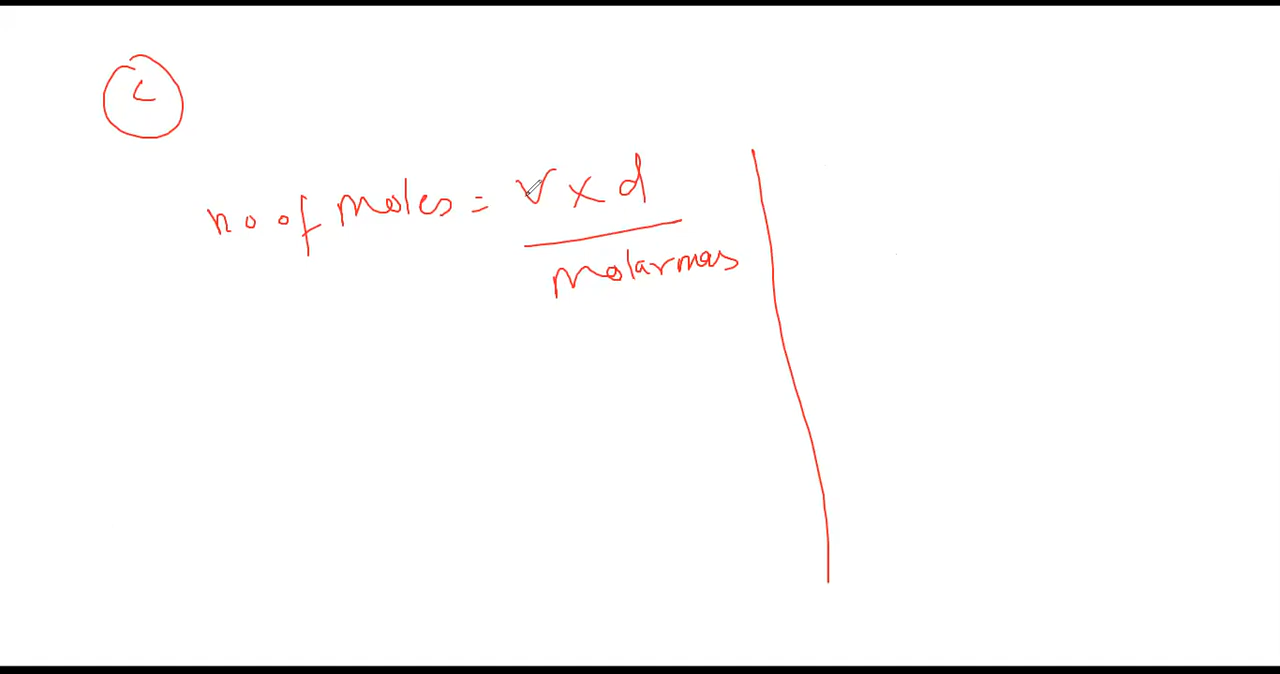 C
no of moles = V x d
molarmas